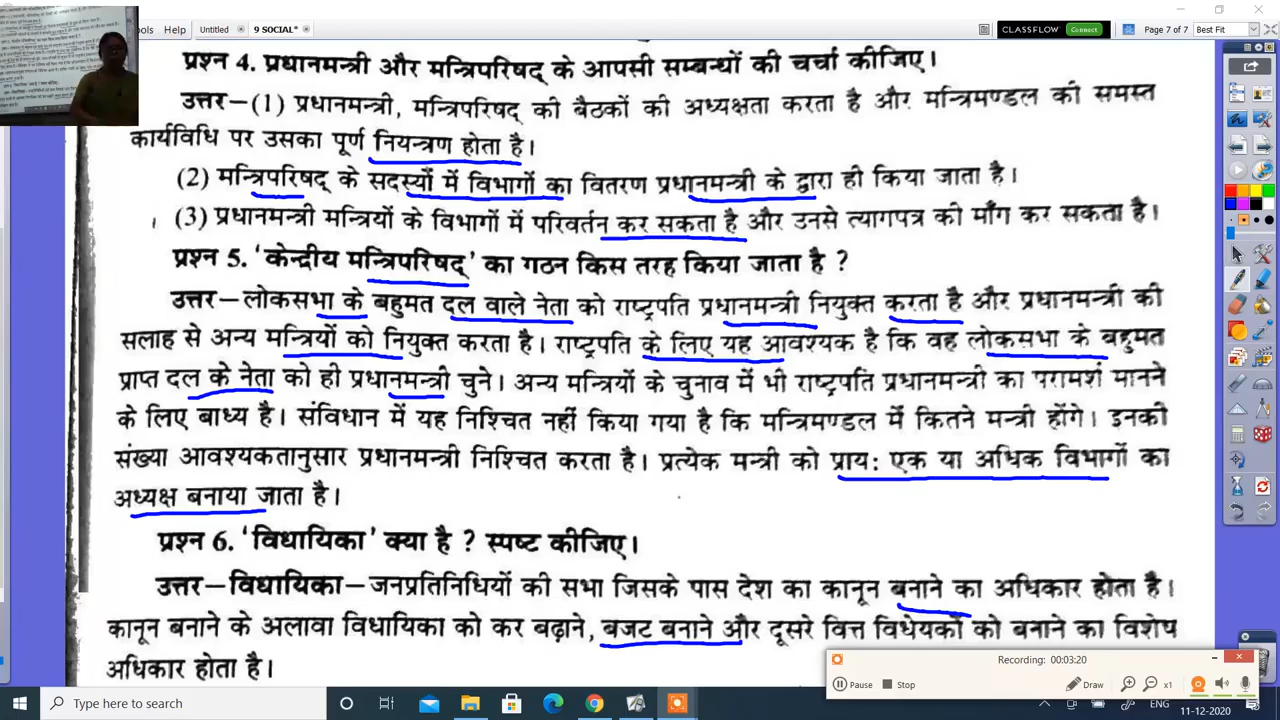 ools Help Untitled 9 SOCIAL* CLASSFLOW Connect Page 7 of 7 Best Fit
प्रश्न 4. प्रधानमन्त्री और मन्त्रिपरिषद् के आपसी सम्बन्धों की चर्चा कीजिए।
उत्तर–(1) प्रधानमन्त्री, मन्त्रिपरिषद् की बैठकों की अध्यक्षता करता है और मन्त्रिमण्डल की समस्त
कार्यविधि पर उसका पूर्ण नियन्त्रण होता है।
(2) मन्त्रिपरिषद् के सदस्यों में विभागों का वितरण प्रधानमन्त्री के द्वारा ही किया जाता है।
(3) प्रधानमन्त्री मन्त्रियों के विभागों में परिवर्तन कर सकता है और उनसे त्यागपत्र की माँग कर सकता है।
प्रश्न 5. 'केन्द्रीय मन्त्रिपरिषद्' का गठन किस तरह किया जाता है ?
उत्तर–लोकसभा के बहुमत दल वाले नेता को राष्ट्रपति प्रधानमन्त्री नियुक्त करता है और प्रधानमन्त्री की
सलाह से अन्य मन्त्रियों को नियुक्त करता है। राष्ट्रपति के लिए यह आवश्यक है कि वह लोकसभा के बहुमत
प्राप्त दल के नेता को ही प्रधानमन्त्री चुने। अन्य मन्त्रियों के चुनाव में भी राष्ट्रपति प्रधानमन्त्री का परामर्श मानने
के लिए बाध्य है। संविधान में यह निश्चित नहीं किया गया है कि मन्त्रिमण्डल में कितने मन्त्री होंगे। इनकी
संख्या आवश्यकतानुसार प्रधानमन्त्री निश्चित करता है। प्रत्येक मन्त्री को प्राय: एक या अधिक विभागों का
अध्यक्ष बनाया जाता है।
प्रश्न 6. 'विधायिका' क्या है ? स्पष्ट कीजिए।
उत्तर–विधायिका–जनप्रतिनिधियों की सभा जिसके पास देश का कानून बनाने का अधिकार होता है।
कानून बनाने के अलावा विधायिका को कर बढ़ाने, बजट बनाने और दूसरे वित्त विधेयकों को बनाने का विशेष
अधिकार होता है।
Recording: 00:03:20
Pause Stop Draw x1
Type here to search
ENG 12:08
11-12-2020